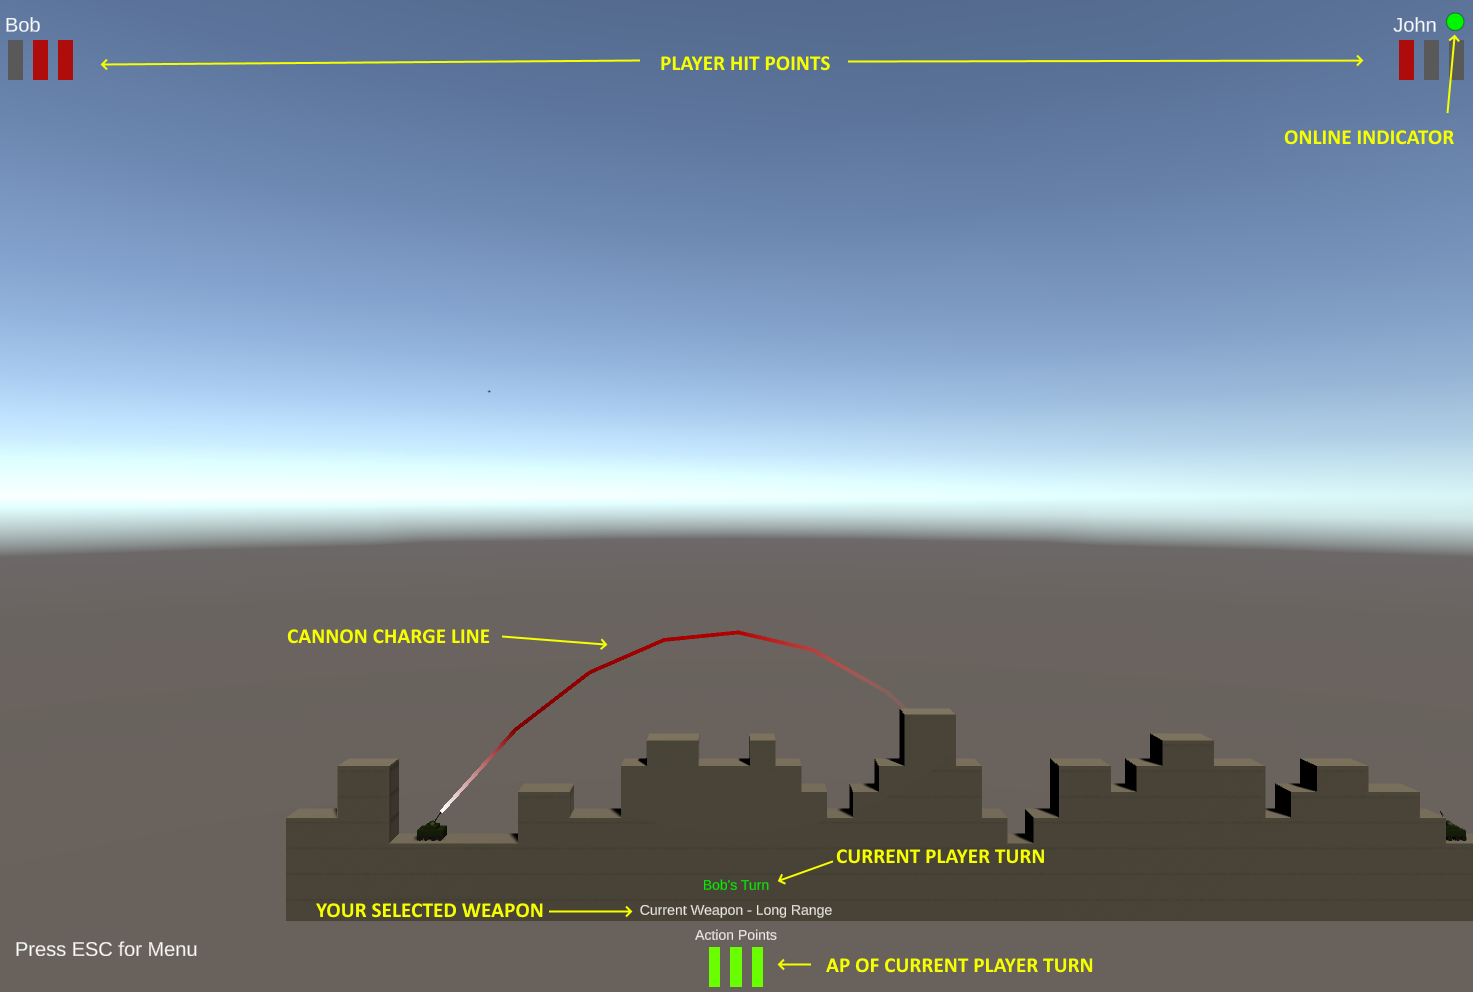 Bob
John
PLAYER HIT POINTS
ONLINE INDICATOR
CANNON CHARGE LINE
CURRENT PLAYER TURN
Bob's Turn
YOUR SELECTED WEAPON
Current Weapon - Long Range
Action Points
Press ESC for Menu
AP OF CURRENT PLAYER TURN